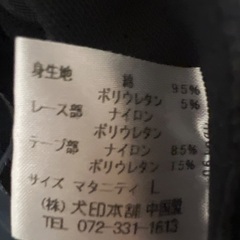 身生地 綿 95%
ポリウレタン 5%
レース部 ナイロン
ポリウレタン
テープ部 ナイロン 85%
ポリウレタン 15%
サイズ マタニティ L
(株) 犬印本舗 中
TEL 072-331-1613